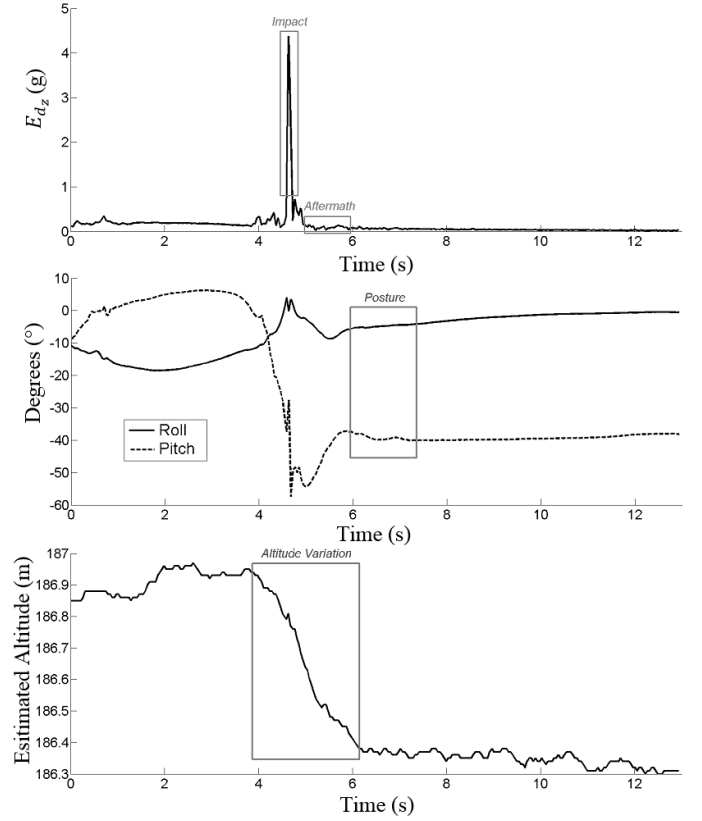 Impact
5
4
3
2
1
0
E_{d_z} (g)
Aftermath
0 2 4 6 8 10 12
Time (s)
10
0
-10
-20
-30
-40
-50
-60
Degrees (°)
Posture
Roll
Pitch
0 2 4 6 8 10 12
Time (s)
187
186.9
186.8
186.7
186.6
186.5
186.4
186.3
Esitimated Altitude (m)
Altitude Variation
0 2 4 6 8 10 12
Time (s)